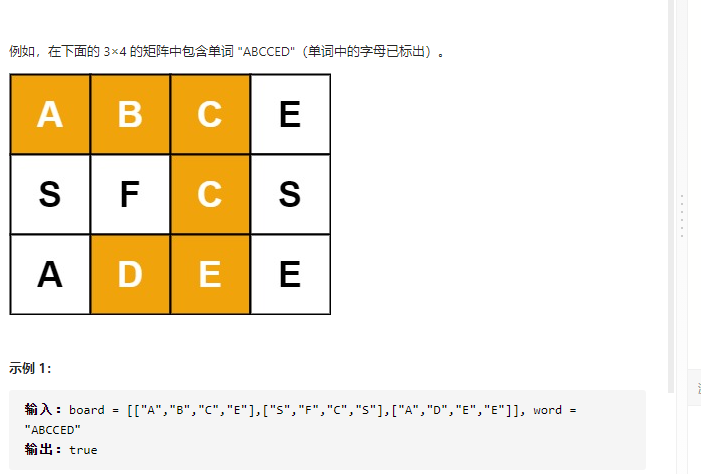 例如，在下面的 3×4 的矩阵中包含单词 "ABCCED"（单词中的字母已标出）。
A B C E
S F C S
A D E E
示例 1：
输入：board = [["A","B","C","E"],["S","F","C","S"],["A","D","E","E"]], word =
"ABCCED"
输出：true